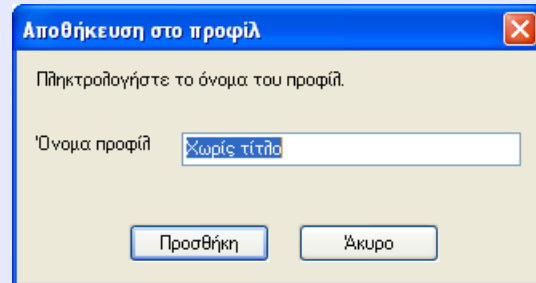 Αποθήκευση στο προφίλ
Πληκτρολογήστε το όνομα του προφίλ.
Όνομα προφίλ
Χωρίς τίτλο
Προσθήκη
Άκυρο